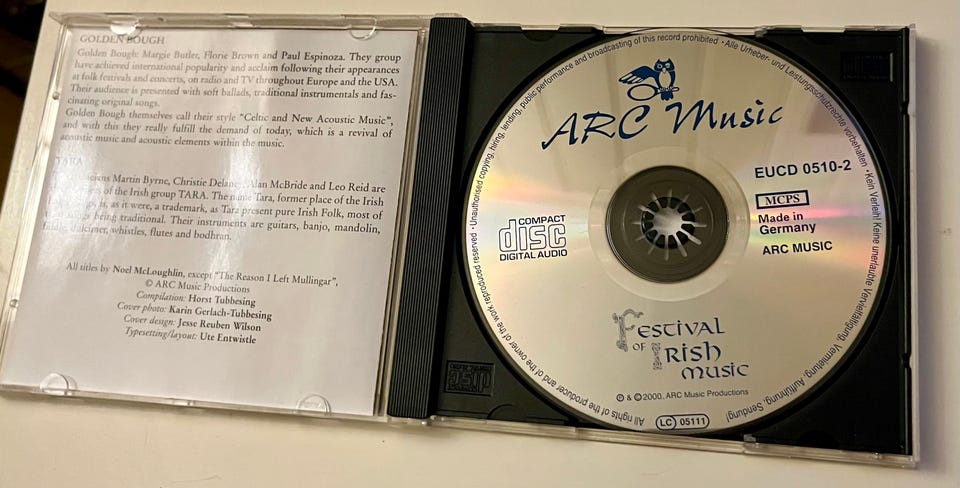 GOLDEN BOUGH
Golden Bough: Margie Butler, Florie Brown and Paul Espinoza. They group
have achieved international popularity and acclaim following their appearances
at folk festivals and concerts, on radio and TV throughout Europe and the USA.
Their audience is presented with soft ballads, traditional instrumentals and fas-
cinating original songs.
Golden Bough themselves call their style "Celtic and New Acoustic Music",
and with this they really fulfill the demand of today, which is a revival of
acoustic music and acoustic elements within the music.
TARA
Martin Byrne, Christie Delaney, Alan McBride and Leo Reid are
of the Irish group TARA. The name Tara, former place of the Irish
is, as it were, a trademark, as Tara present pure Irish Folk, most of
being traditional. Their instruments are guitars, banjo, mandolin,
fiddle, dulcimer, whistles, flutes and bodhran.
All titles by Noel McLoughlin, except "The Reason I Left Mullingar",
© ARC Music Productions
Compilation: Horst Tubbesing
Cover photo: Karin Gerlach-Tubbesing
Cover design: Jesse Reuben Wilson
Typesetting/layout: Ute Entwistle
All rights of the producer and of the owner of the work reproduced reserved • Unauthorised copying, hiring, lending, public performance and broadcasting of this record prohibited • Alle Urheber- und Leistungsschutzrechte vorbehalten • Kein Verleih! Keine unerlaubte Vervielfältigung, Vermietung, Aufführung, Sendung!
ARC Music
EUCD 0510-2
MCPS
Made in
Germany
ARC MUSIC
COMPACT
disc
DIGITAL AUDIO
FESTIVAL
OF IRISH
MUSIC
℗ & © 2000. ARC Music Productions
LC 05111